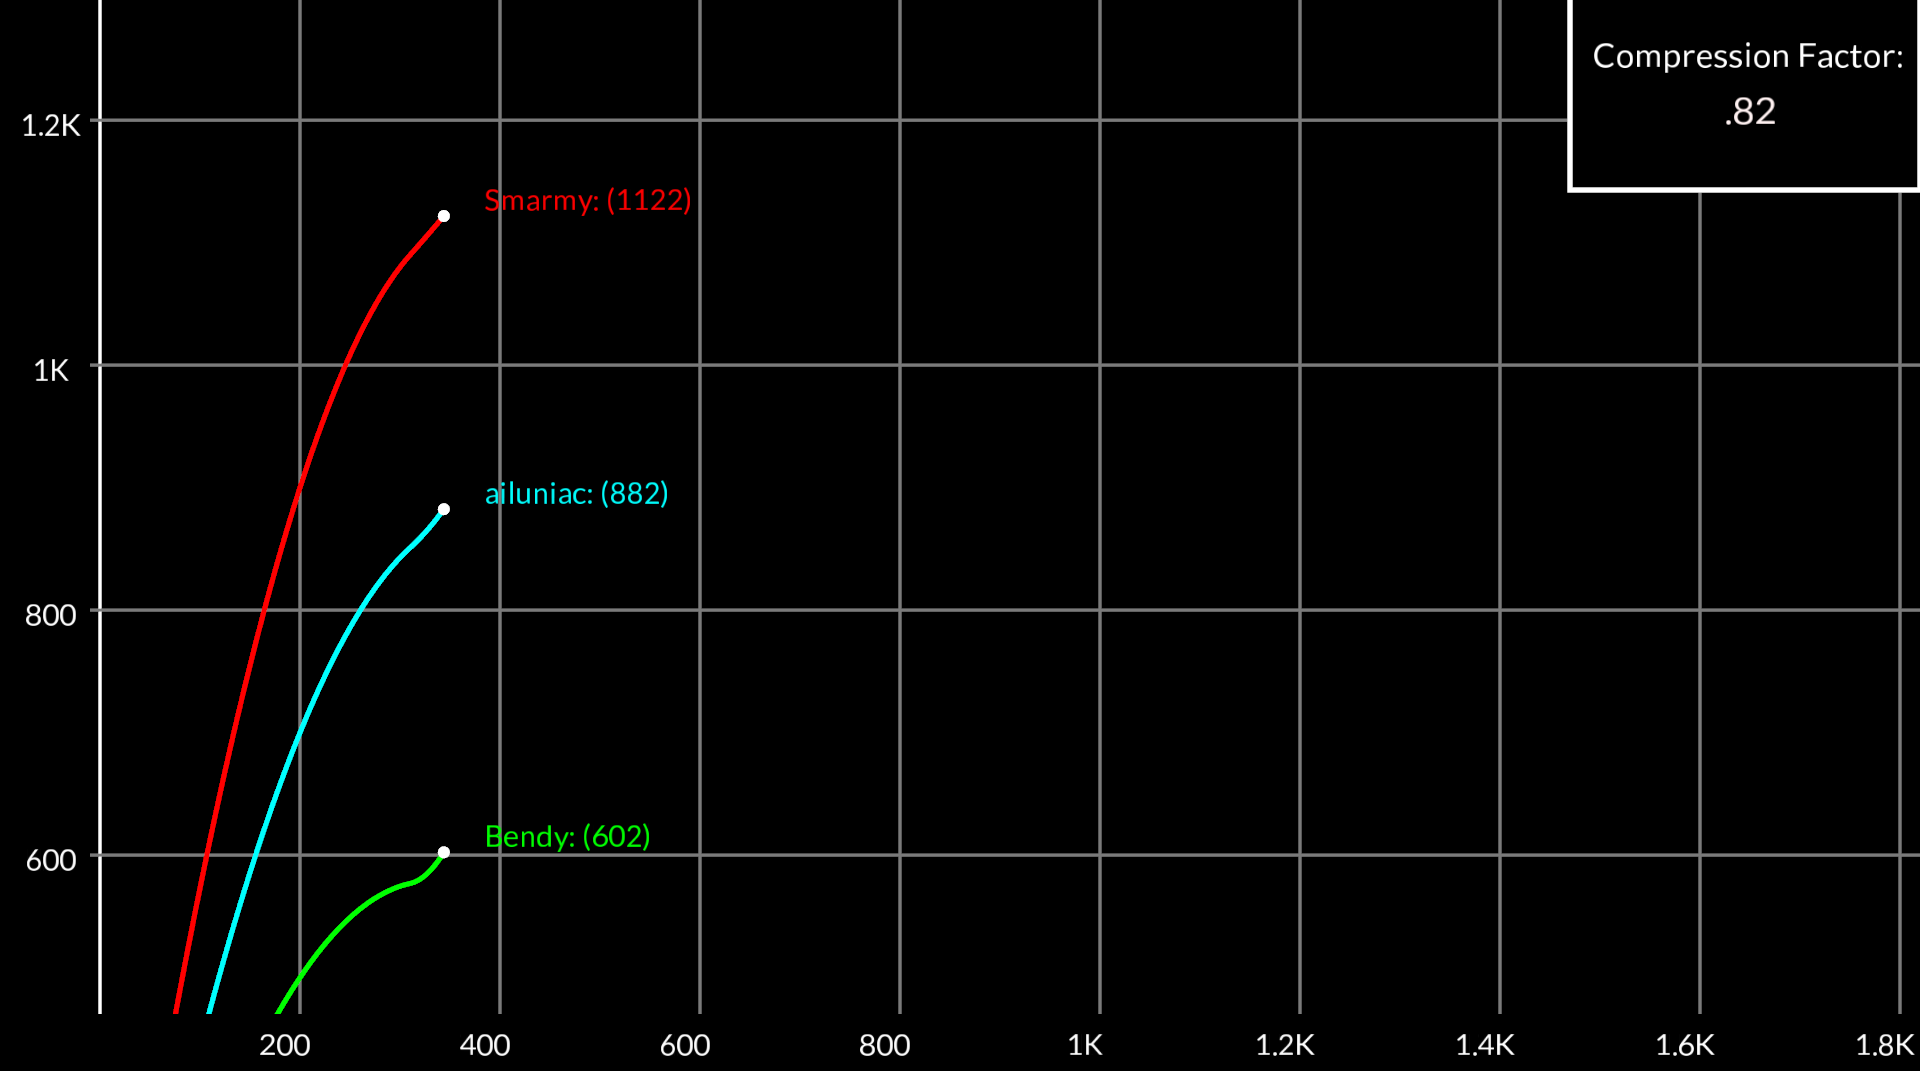 Compression Factor:
.82
1.2K
Smarmy: (1122)
1K
ailuniac: (882)
800
Bendy: (602)
600
200 400 600 800 1K 1.2K 1.4K 1.6K 1.8K